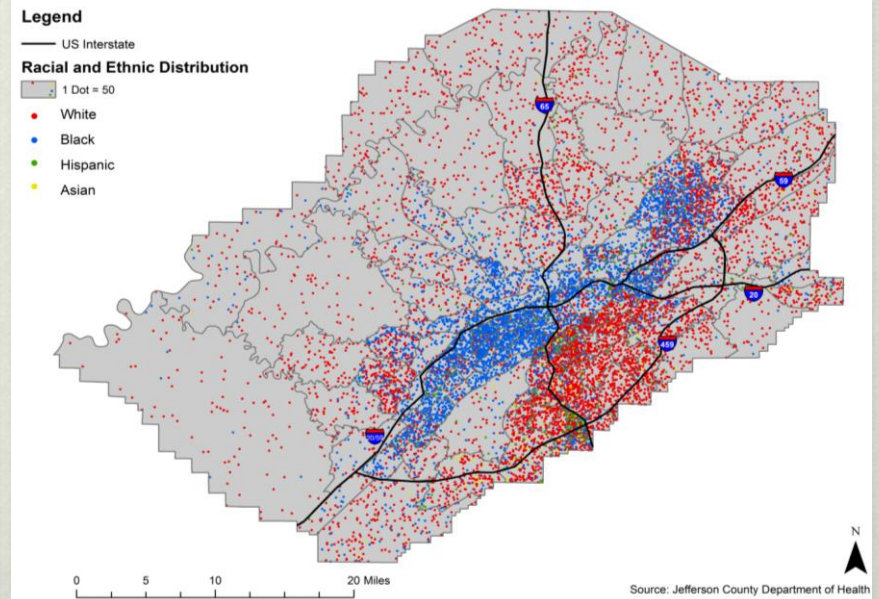 Legend
US Interstate
Racial and Ethnic Distribution
1 Dot = 50
White
Black
Hispanic
Asian
65
59
20
459
20/59
N
0 5 10 20 Miles
Source: Jefferson County Department of Health